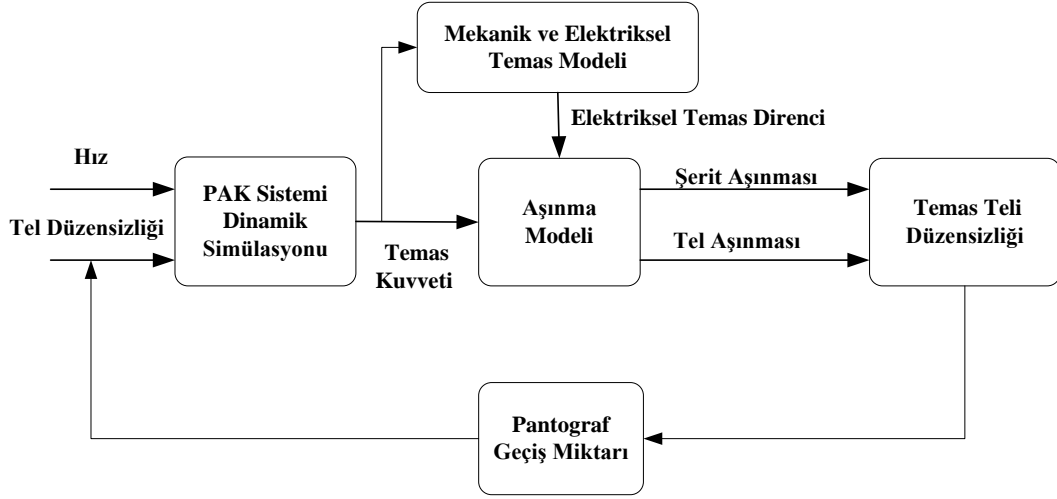 Mekanik ve Elektriksel
Temas Modeli
Elektriksel Temas Direnci
Hız
Tel Düzensizliği
PAK Sistemi
Dinamik
Simülasyonu
Temas
Kuvveti
Aşınma
Modeli
Şerit Aşınması
Tel Aşınması
Temas Teli
Düzensizliği
Pantograf
Geçiş Miktarı